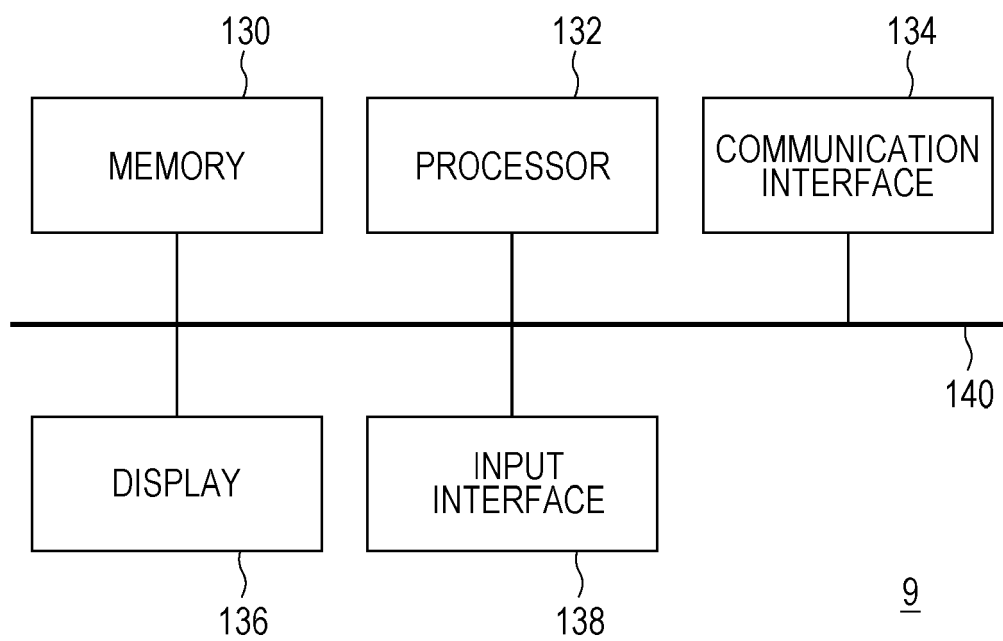 130
132
134
MEMORY
PROCESSOR
COMMUNICATION
INTERFACE
140
DISPLAY
INPUT
INTERFACE
136
138
9